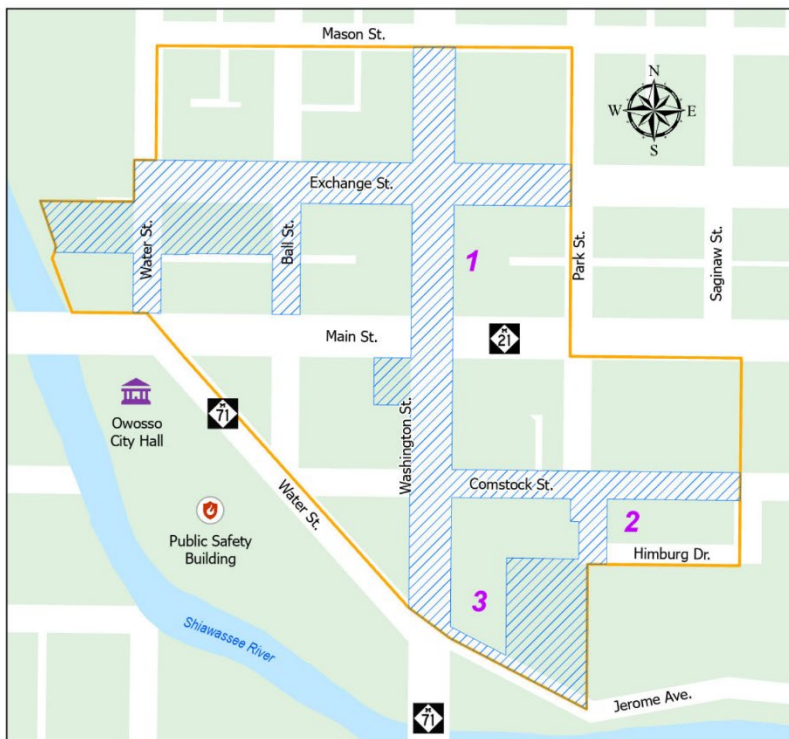 Mason St.
N
W
E
S
Exchange St.
Water St.
Ball St.
1
Park St.
Saginaw St.
Main St.
M
21
Owosso
City Hall
M
71
Washington St.
Water St.
Comstock St.
Public Safety
Building
2
Himburg Dr.
3
Shiawassee River
Jerome Ave.
M
71